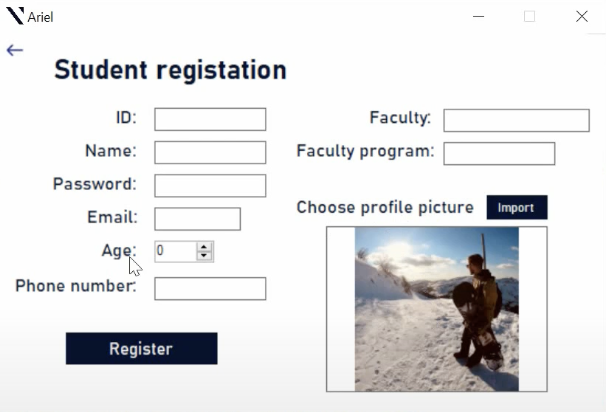 Ariel
Student registation
ID:
Name:
Password:
Email:
Age: 0
Phone number:
Register
Faculty:
Faculty program:
Choose profile picture Import